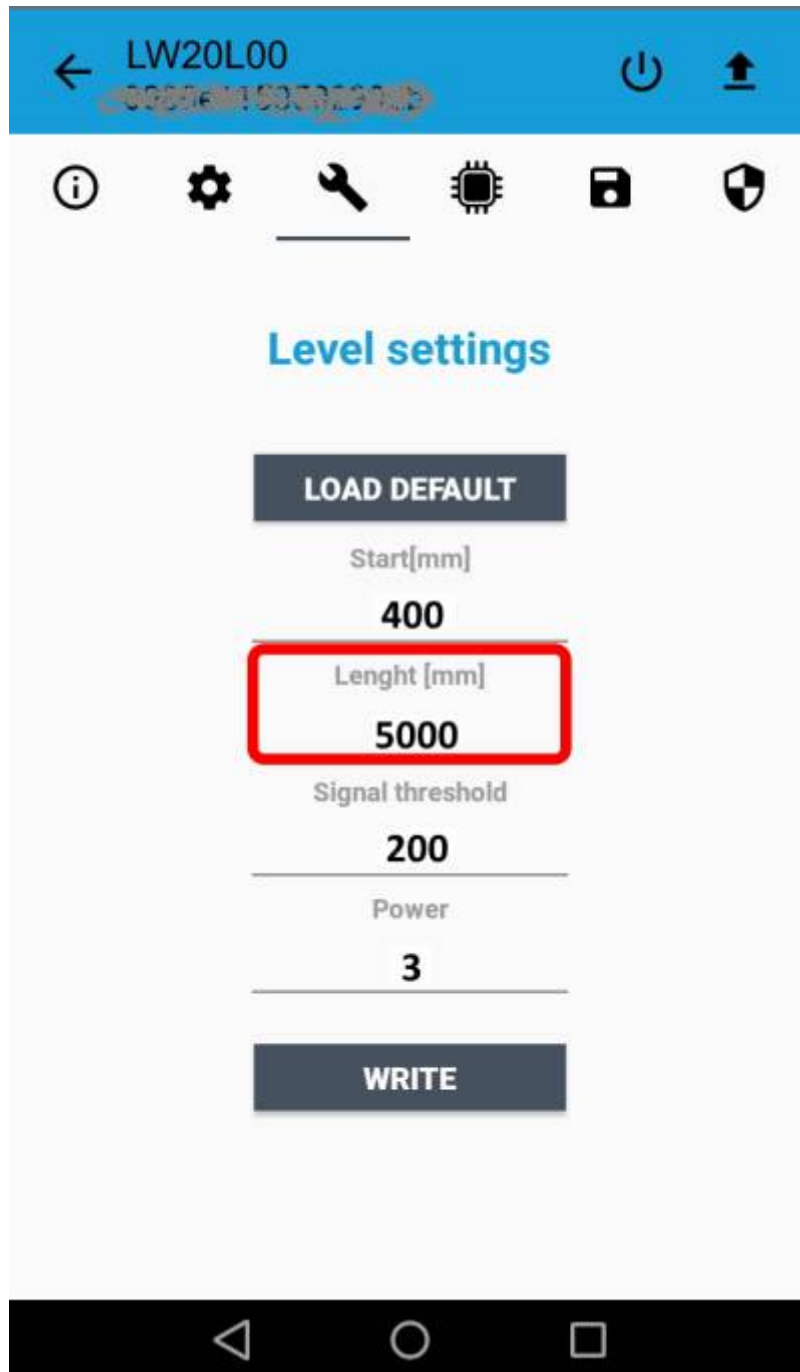 LW20L00
Level settings
LOAD DEFAULT
Start[mm]
400
Lenght [mm]
5000
Signal threshold
200
Power
3
WRITE